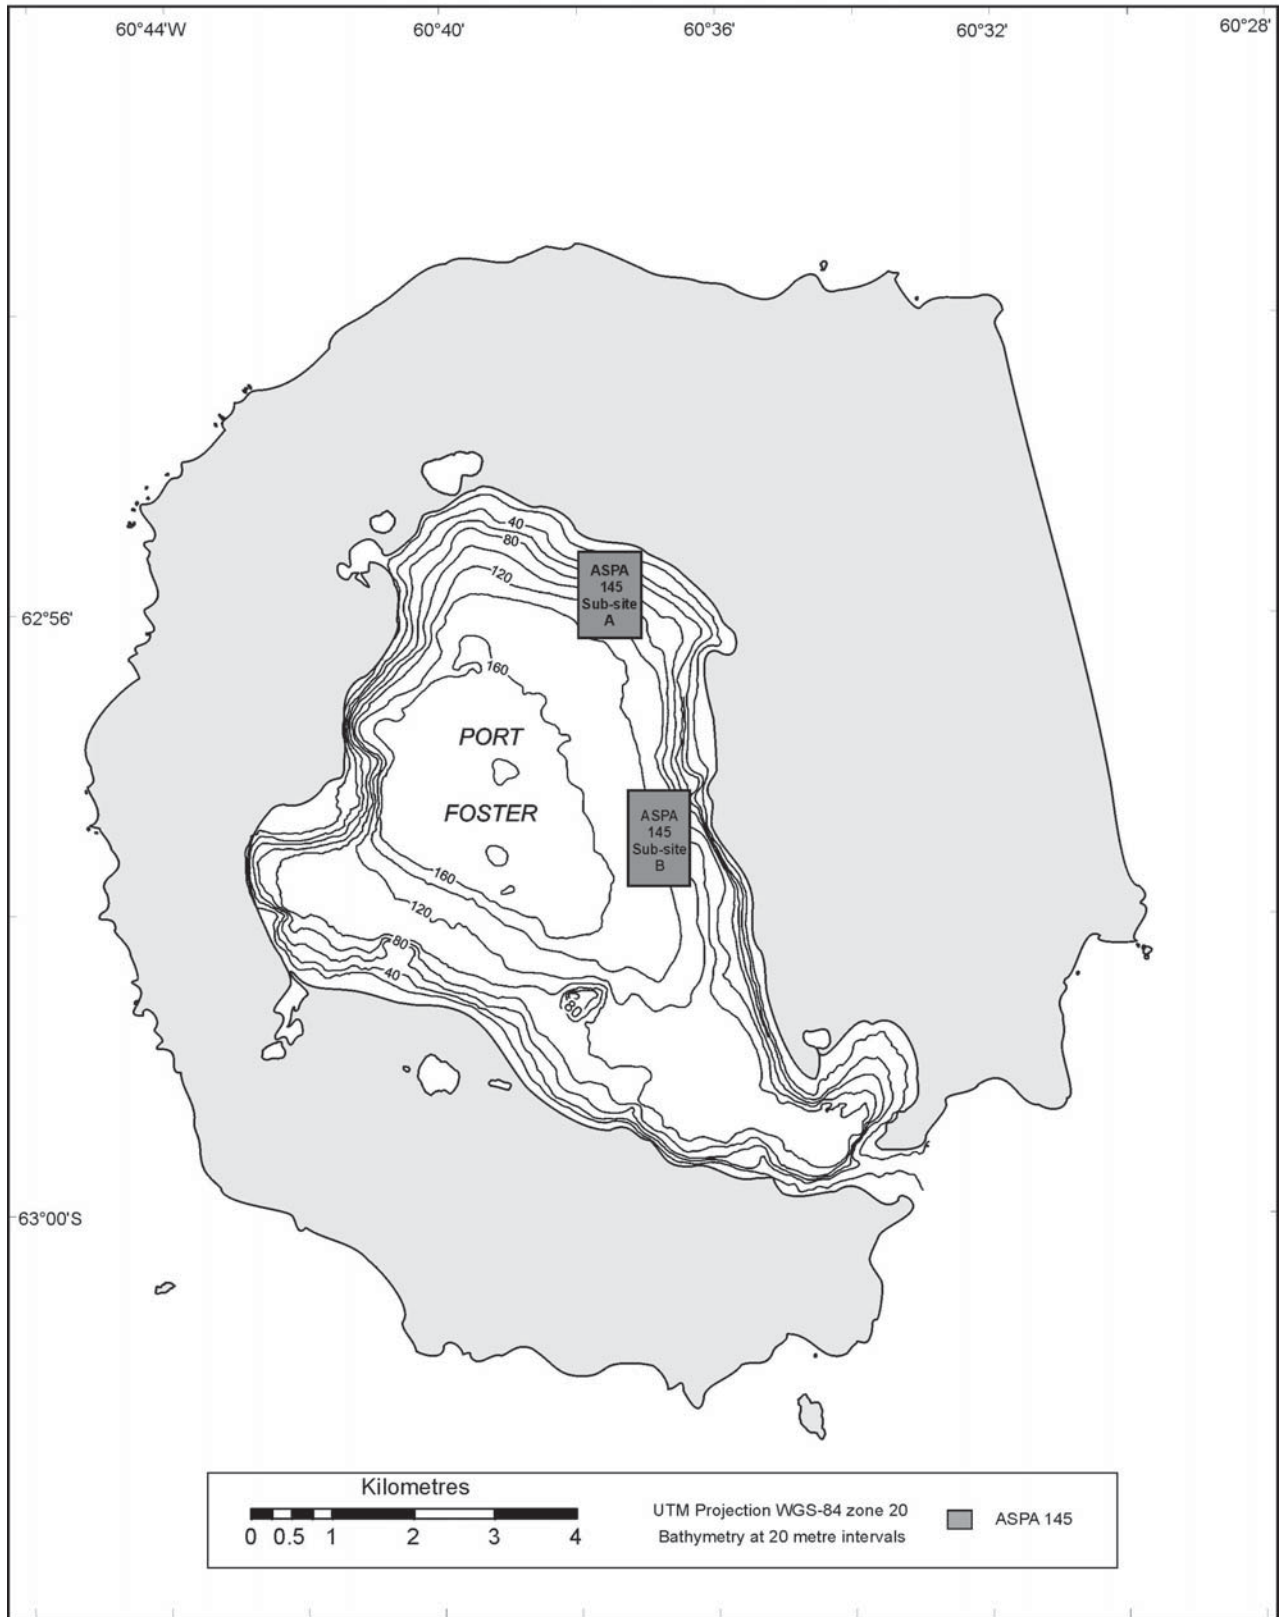 60°44'W
60°40'
60°36'
60°32'
60°28'
40
80
120
ASPA
145
Sub-site
A
62°56'
160
PORT
FOSTER
ASPA
145
Sub-site
B
160
120
80
40
80
63°00'S
Kilometres
0 0.5 1 2 3 4
UTM Projection WGS-84 zone 20
Bathymetry at 20 metre intervals
ASPA 145